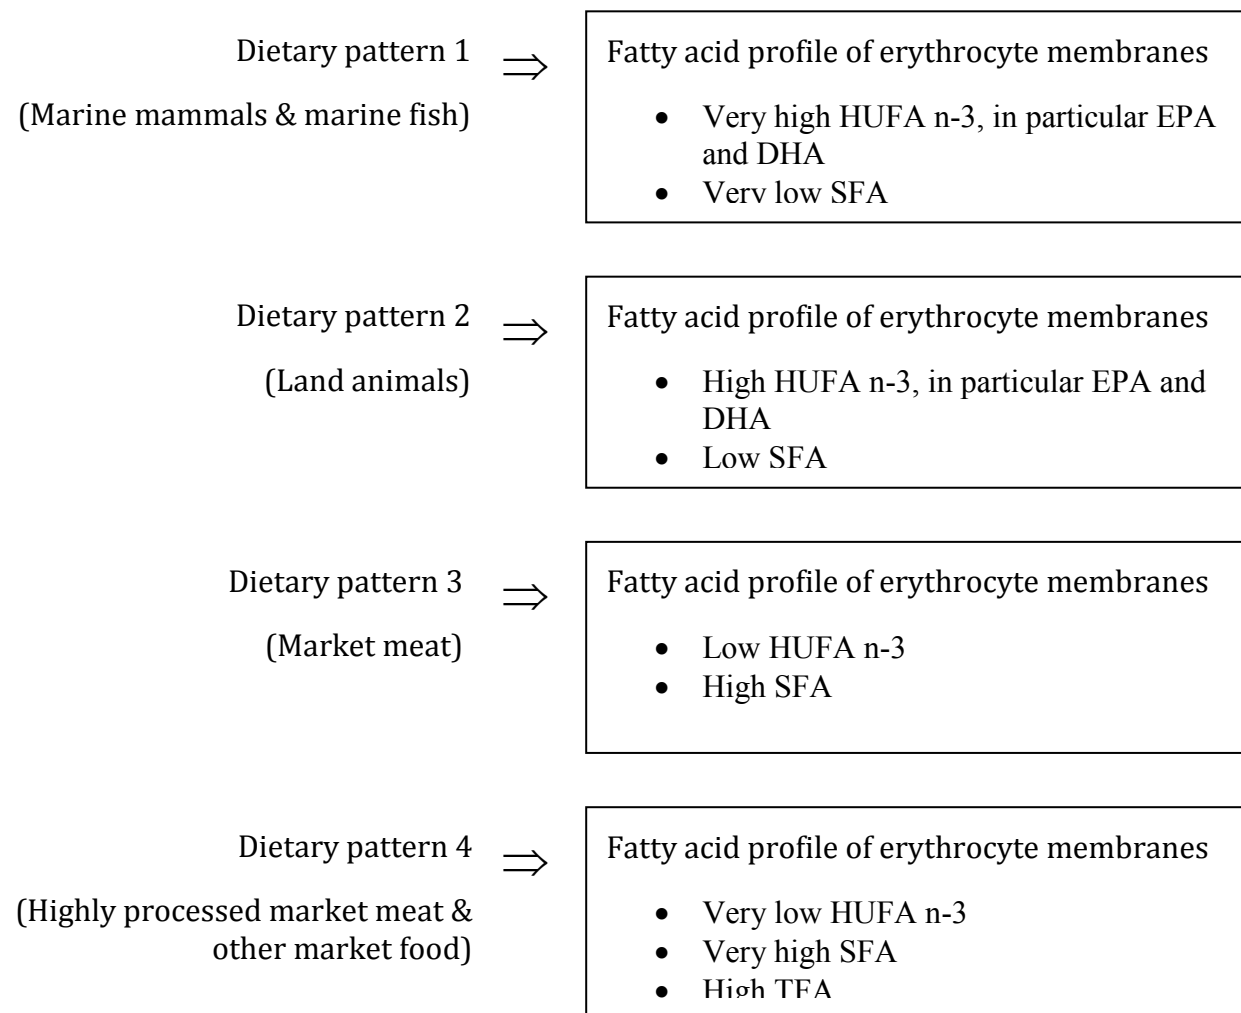 Dietary pattern 1 ⇒ Fatty acid profile of erythrocyte membranes
(Marine mammals & marine fish)
• Very high HUFA n-3, in particular EPA
and DHA
• Very low SFA
Dietary pattern 2 ⇒ Fatty acid profile of erythrocyte membranes
(Land animals)
• High HUFA n-3, in particular EPA and
DHA
• Low SFA
Dietary pattern 3 ⇒ Fatty acid profile of erythrocyte membranes
(Market meat)
• Low HUFA n-3
• High SFA
Dietary pattern 4 ⇒ Fatty acid profile of erythrocyte membranes
(Highly processed market meat &
other market food)
• Very low HUFA n-3
• Very high SFA
• High TFA